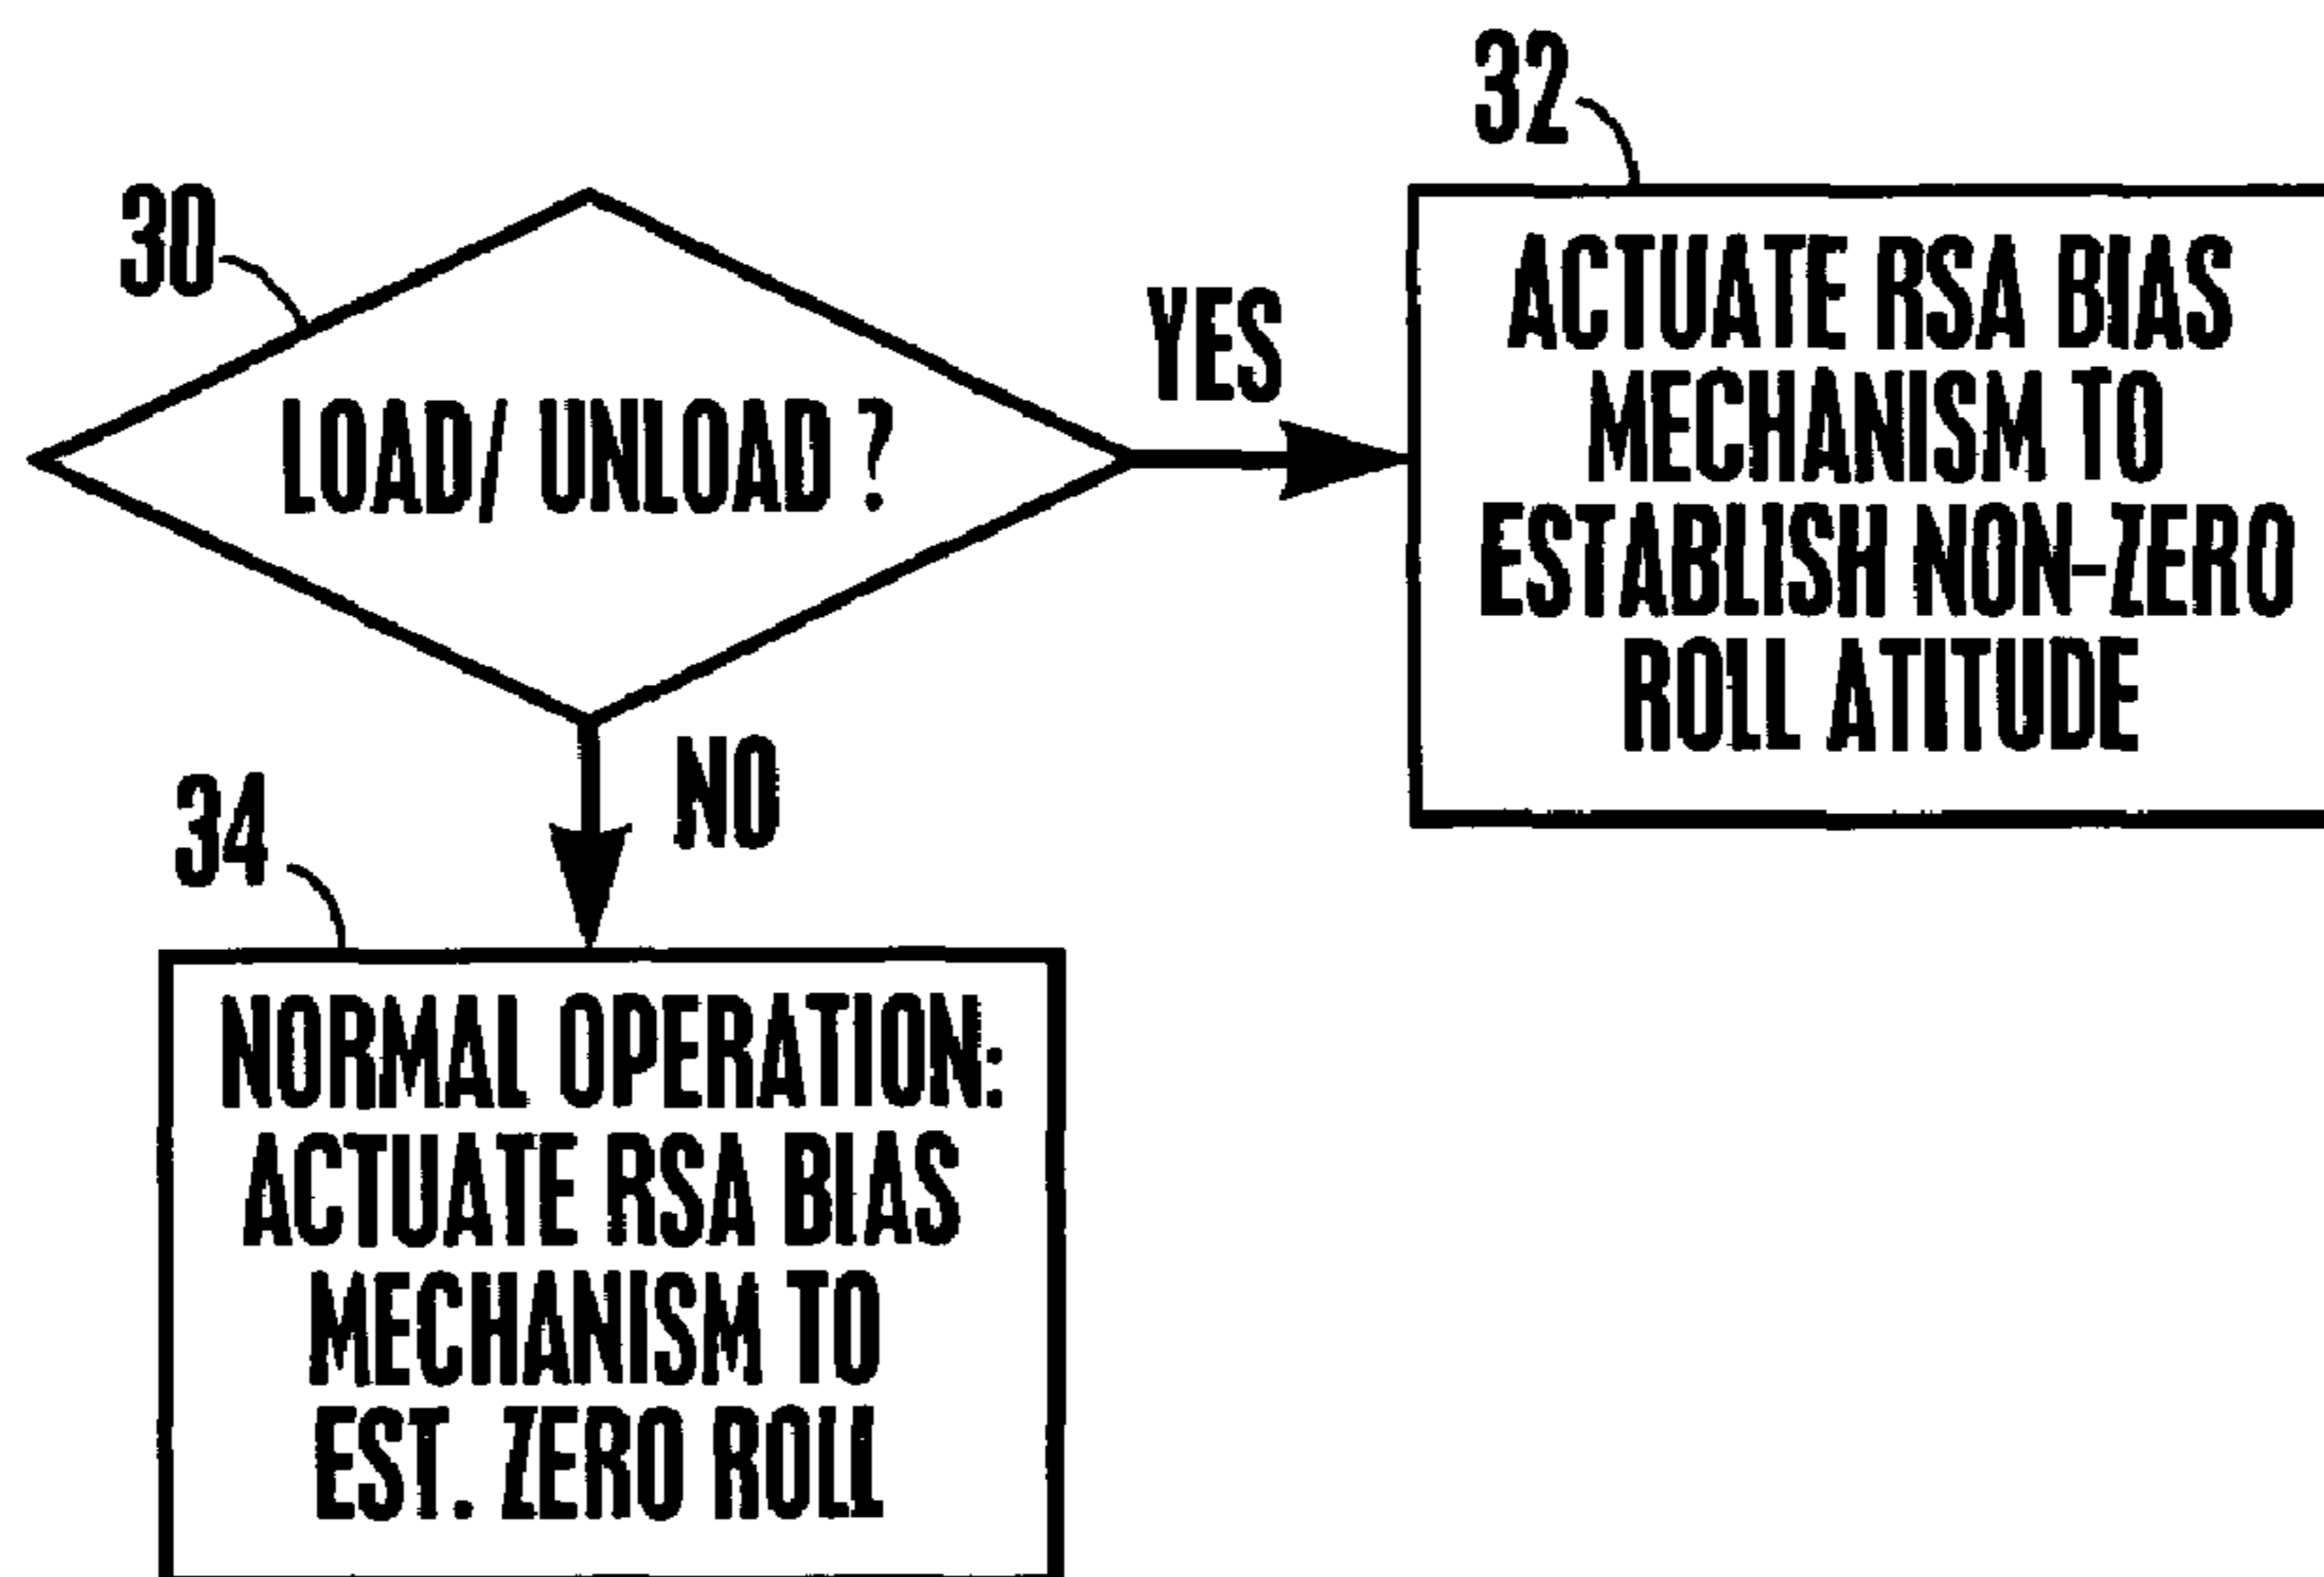 30
LOAD/ UNLOAD ?
YES
32
ACTUATE RSA BIAS
MECHANISM TO
ESTABLISH NON-ZERO
ROLL ATITUDE
NO
34
NORMAL OPERATION:
ACTUATE RSA BIAS
MECHANISM TO
EST. ZERO ROLL